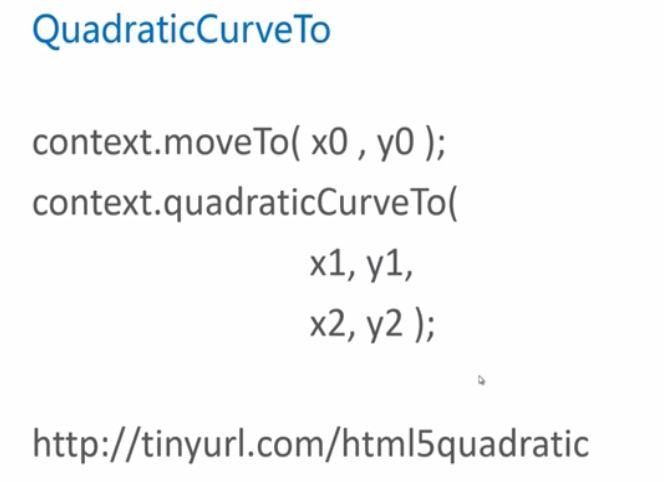 QuadraticCurveTo
context.moveTo( x0 , y0 );
context.quadraticCurveTo(
x1, y1,
x2, y2 );
http://tinyurl.com/html5quadratic